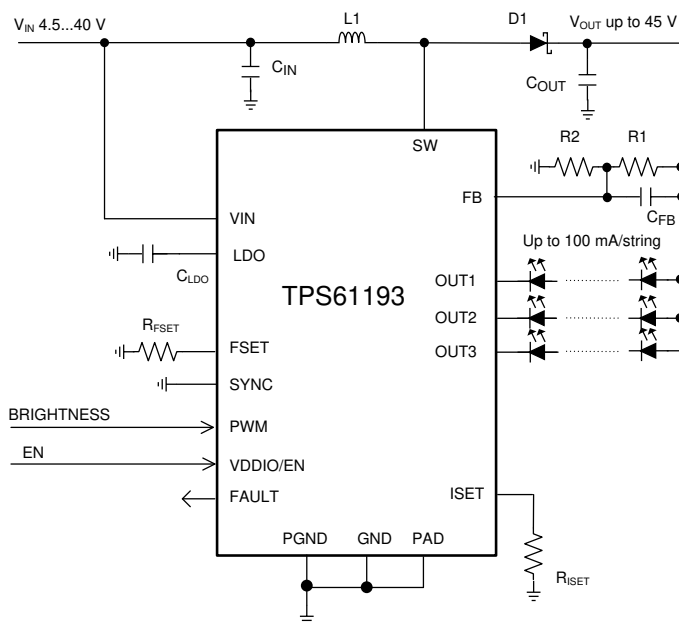 VIN 4.5...40 V
L1
D1
VOUT up to 45 V
CIN
COUT
SW
R2
R1
FB
CFB
VIN
LDO
CLDO
Up to 100 mA/string
TPS61193
OUT1
OUT2
OUT3
RFSET
FSET
SYNC
BRIGHTNESS
PWM
EN
VDDIO/EN
FAULT
ISET
PGND
GND
PAD
RISET